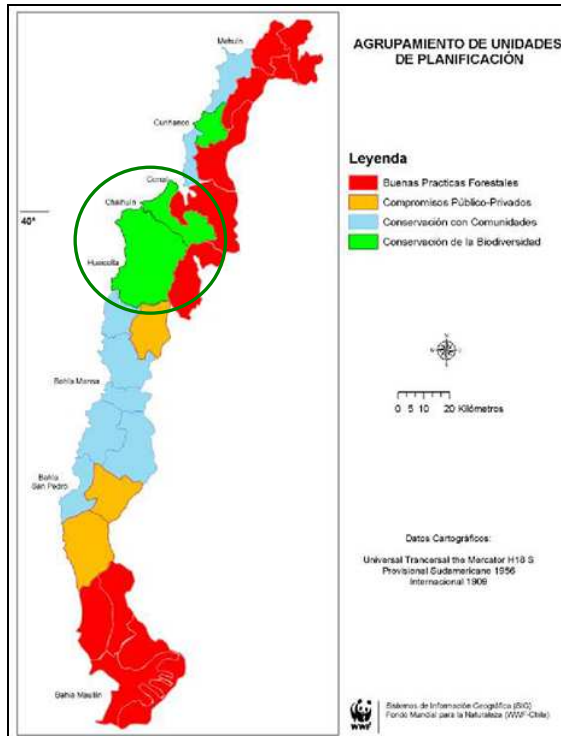 AGRUPAMIENTO DE UNIDADES
DE PLANIFICACIÓN
Mehuín
Curiñanco
Corral
Chaihuín
40°
Hueicolla
Bahía Mansa
Bahía
San Pedro
Bahía Maullín
Leyenda
Buenas Practicas Forestales
Compromisos Público-Privados
Conservación con Comunidades
Conservación de la Biodiversidad
0 5 10 20 Kilómetros
Datos Cartográficos:
Universal Trancersal the Mercator H18 S
Provisional Sudamericano 1956
Internacional 1909
WWF
Sistemas de Información Geográfica (SIG)
Fondo Mundial para la Naturaleza (WWF-Chile)